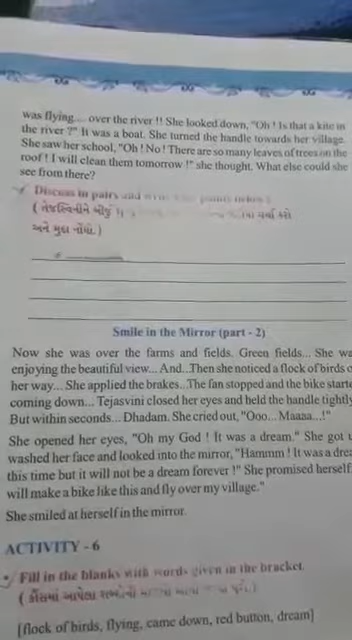 was flying.... over the river !! She looked down, "Oh ! Is that a kite in
the river ?" It was a boat. She turned the handle towards her village.
She saw her school, "Oh ! No ! There are so many leaves of trees on the
roof ! I will clean them tomorrow !" she thought. What else could she
see from there?
Discuss in pairs and points
ચર્ચા કરો
અને મુદ્દા નોંધો.)
Smile in the Mirror (part - 2)
Now she was over the farms and fields. Green fields... She wa
enjoying the beautiful view... And..Then she noticed a flock of birds o
her way... She applied the brakes...The fan stopped and the bike starte
coming down... Tejasvini closed her eyes and held the handle tightly
But within seconds... Dhadam. She cried out, "Ooo... Maaaa...!"
She opened her eyes, "Oh my God ! It was a dream." She got u
washed her face and looked into the mirror, "Hammm ! It was a drea
this time but it will not be a dream forever !" She promised herself
will make a bike like this and fly over my village."
She smiled at herself in the mirror.
ACTIVITY - 6
Fill in the blanks with words given in the bracket.
( કૌંસમાં આપેલા
[flock of birds, flying, came down, red button, dream]